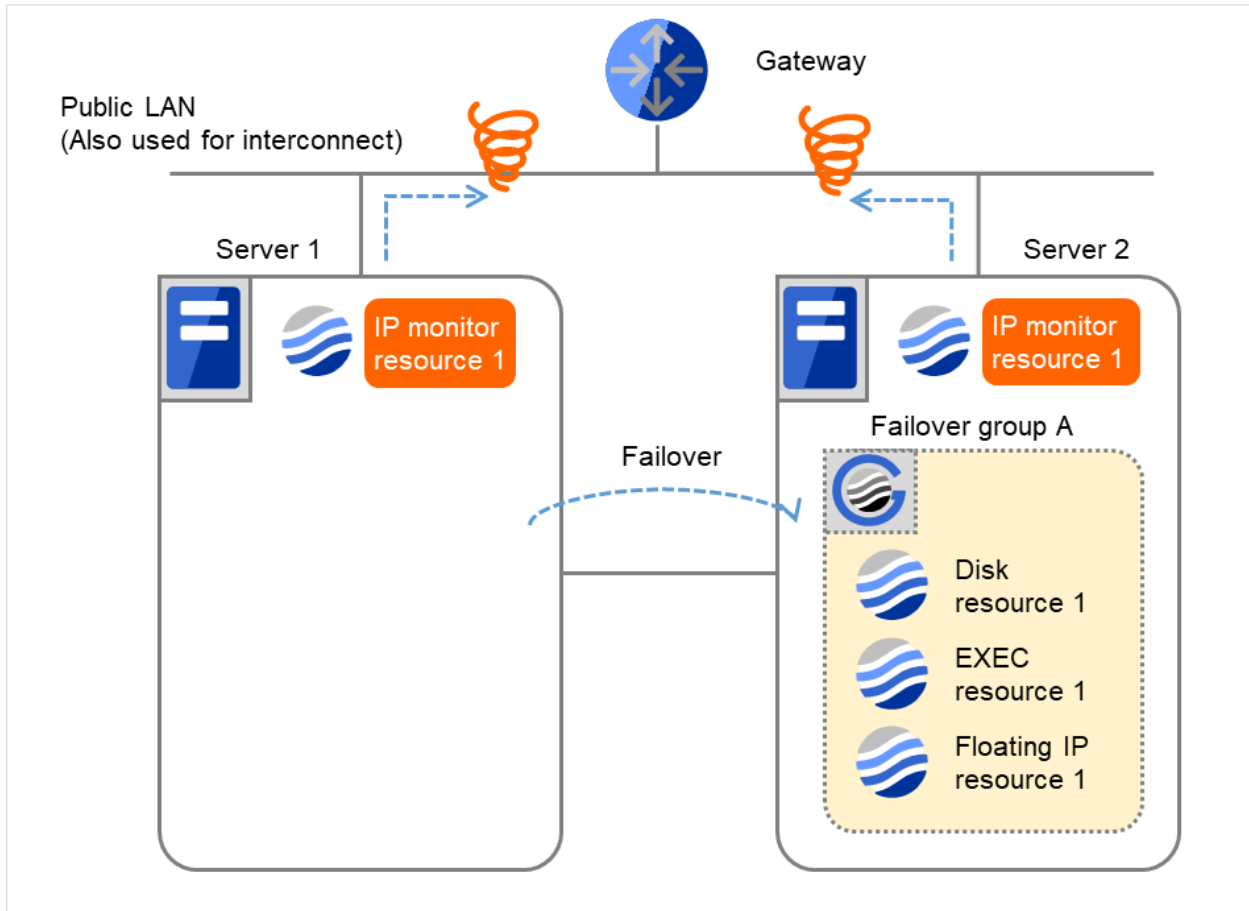 Gateway
Public LAN
(Also used for interconnect)
Server 1
Server 2
IP monitor
resource 1
IP monitor
resource 1
Failover group A
Failover
Disk
resource 1
EXEC
resource 1
Floating IP
resource 1